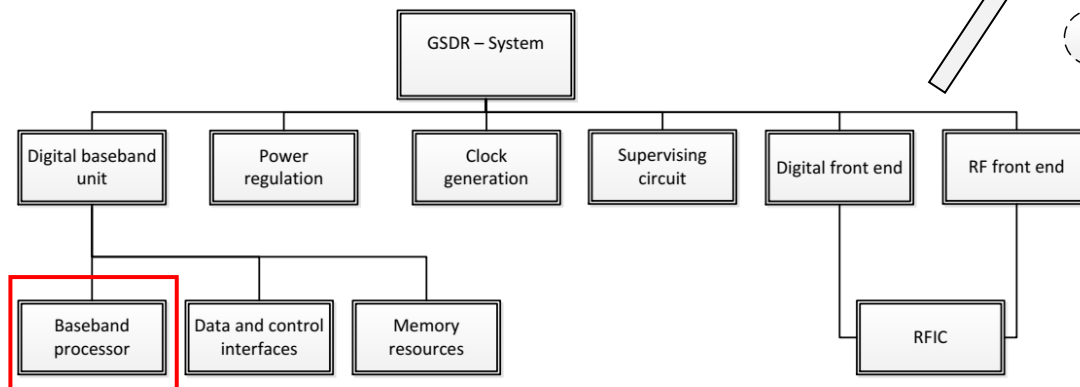 GSDR – System
Digital baseband
unit
Power
regulation
Clock
generation
Supervising
circuit
Digital front end
RF front end
Baseband
processor
Data and control
interfaces
Memory
resources
RFIC